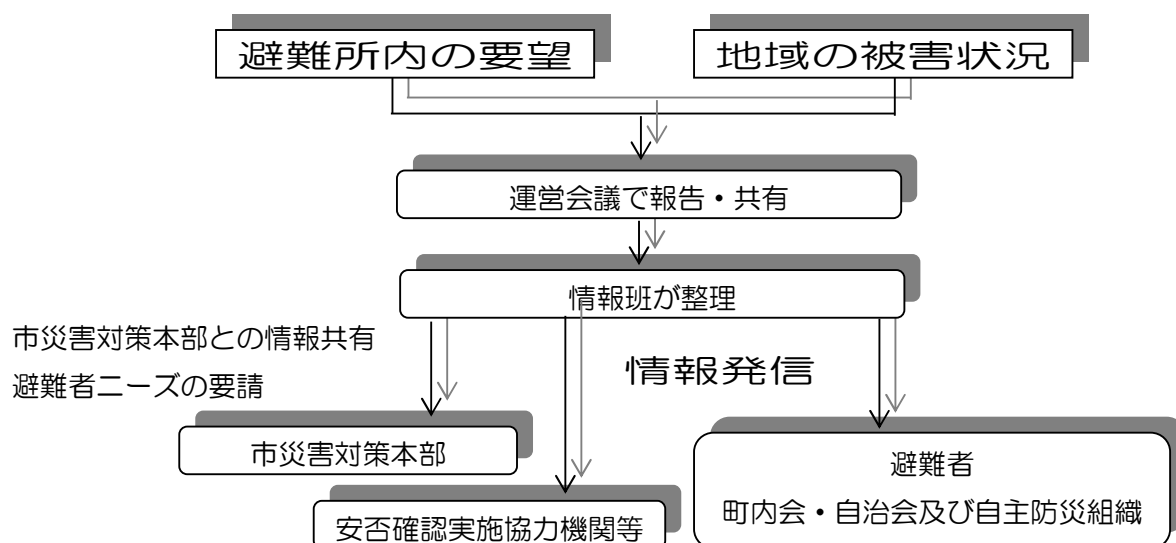 避難所内の要望
地域の被害状況
運営会議で報告・共有
情報班が整理
市災害対策本部との情報共有
避難者ニーズの要請
情報発信
市災害対策本部
避難者
町内会・自治会及び自主防災組織
安否確認実施協力機関等